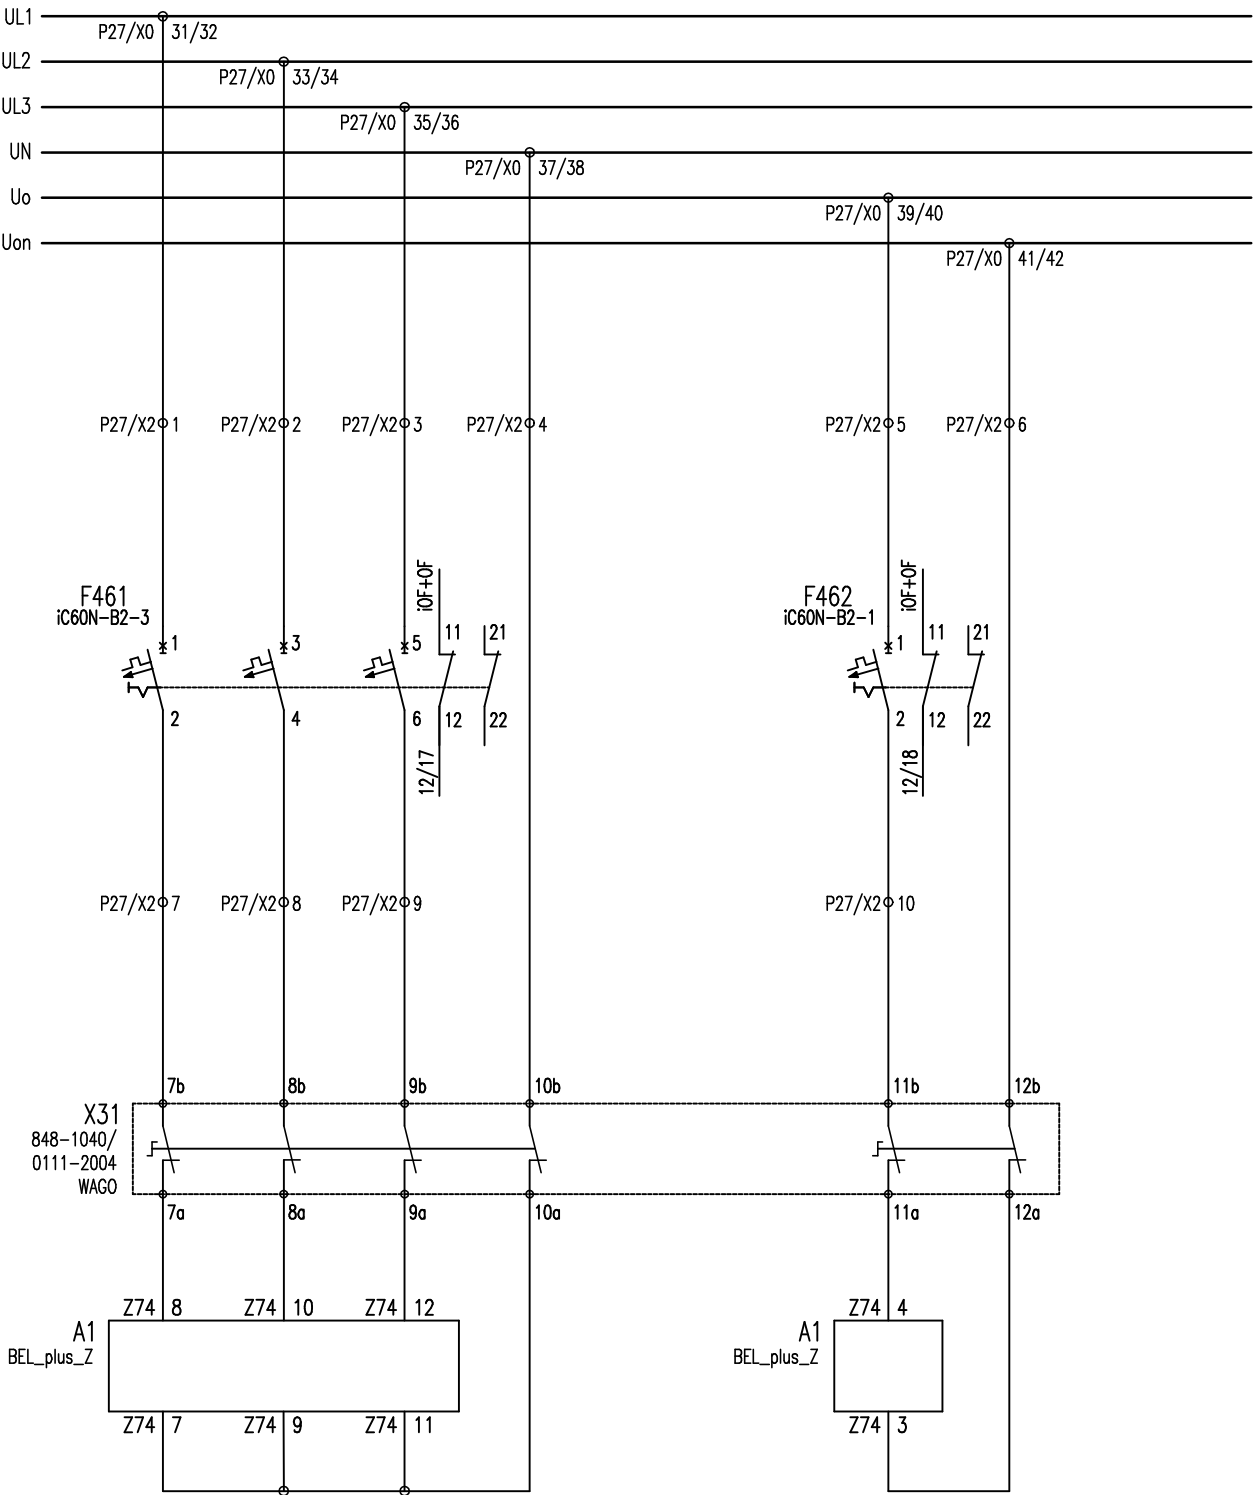 UL1
P27/X0 31/32
UL2
P27/X0 33/34
UL3
P27/X0 35/36
UN
P27/X0 37/38
Uo
P27/X0 39/40
Uon
P27/X0 41/42
P27/X2 1 P27/X2 2 P27/X2 3 P27/X2 4 P27/X2 5 P27/X2 6
F461
iC60N-B2-3
iOF+OF
F462
iC60N-B2-1
iOF+OF
1 3 5 11 21 1 11 21
2 4 6 12 22 2 12 22
12/17
12/18
P27/X2 7 P27/X2 8 P27/X2 9 P27/X2 10
7b 8b 9b 10b 11b 12b
X31
848-1040/
0111-2004
WAGO
7a 8a 9a 10a 11a 12a
Z74 8 Z74 10 Z74 12 Z74 4
A1
BEL_plus_Z
A1
BEL_plus_Z
Z74 7 Z74 9 Z74 11 Z74 3